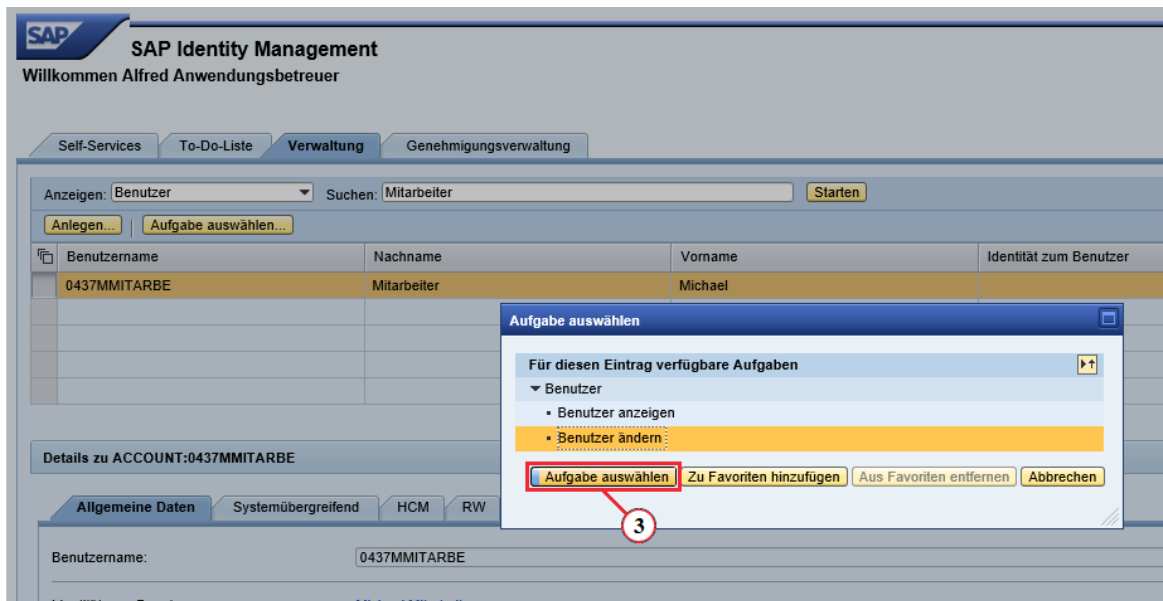 SAP
SAP Identity Management
Willkommen Alfred Anwendungsbetreuer
Self-Services To-Do-Liste Verwaltung Genehmigungsverwaltung
Anzeigen: Benutzer Suchen: Mitarbeiter Starten
Anlegen... Aufgabe auswählen...
Benutzername Nachname Vorname Identität zum Benutzer
0437MMITARBE Mitarbeiter Michael
Aufgabe auswählen
Für diesen Eintrag verfügbare Aufgaben
Benutzer
Benutzer anzeigen
Benutzer ändern
Aufgabe auswählen Zu Favoriten hinzufügen Aus Favoriten entfernen Abbrechen
3
Details zu ACCOUNT:0437MMITARBE
Allgemeine Daten Systemübergreifend HCM RW
Benutzername: 0437MMITARBE